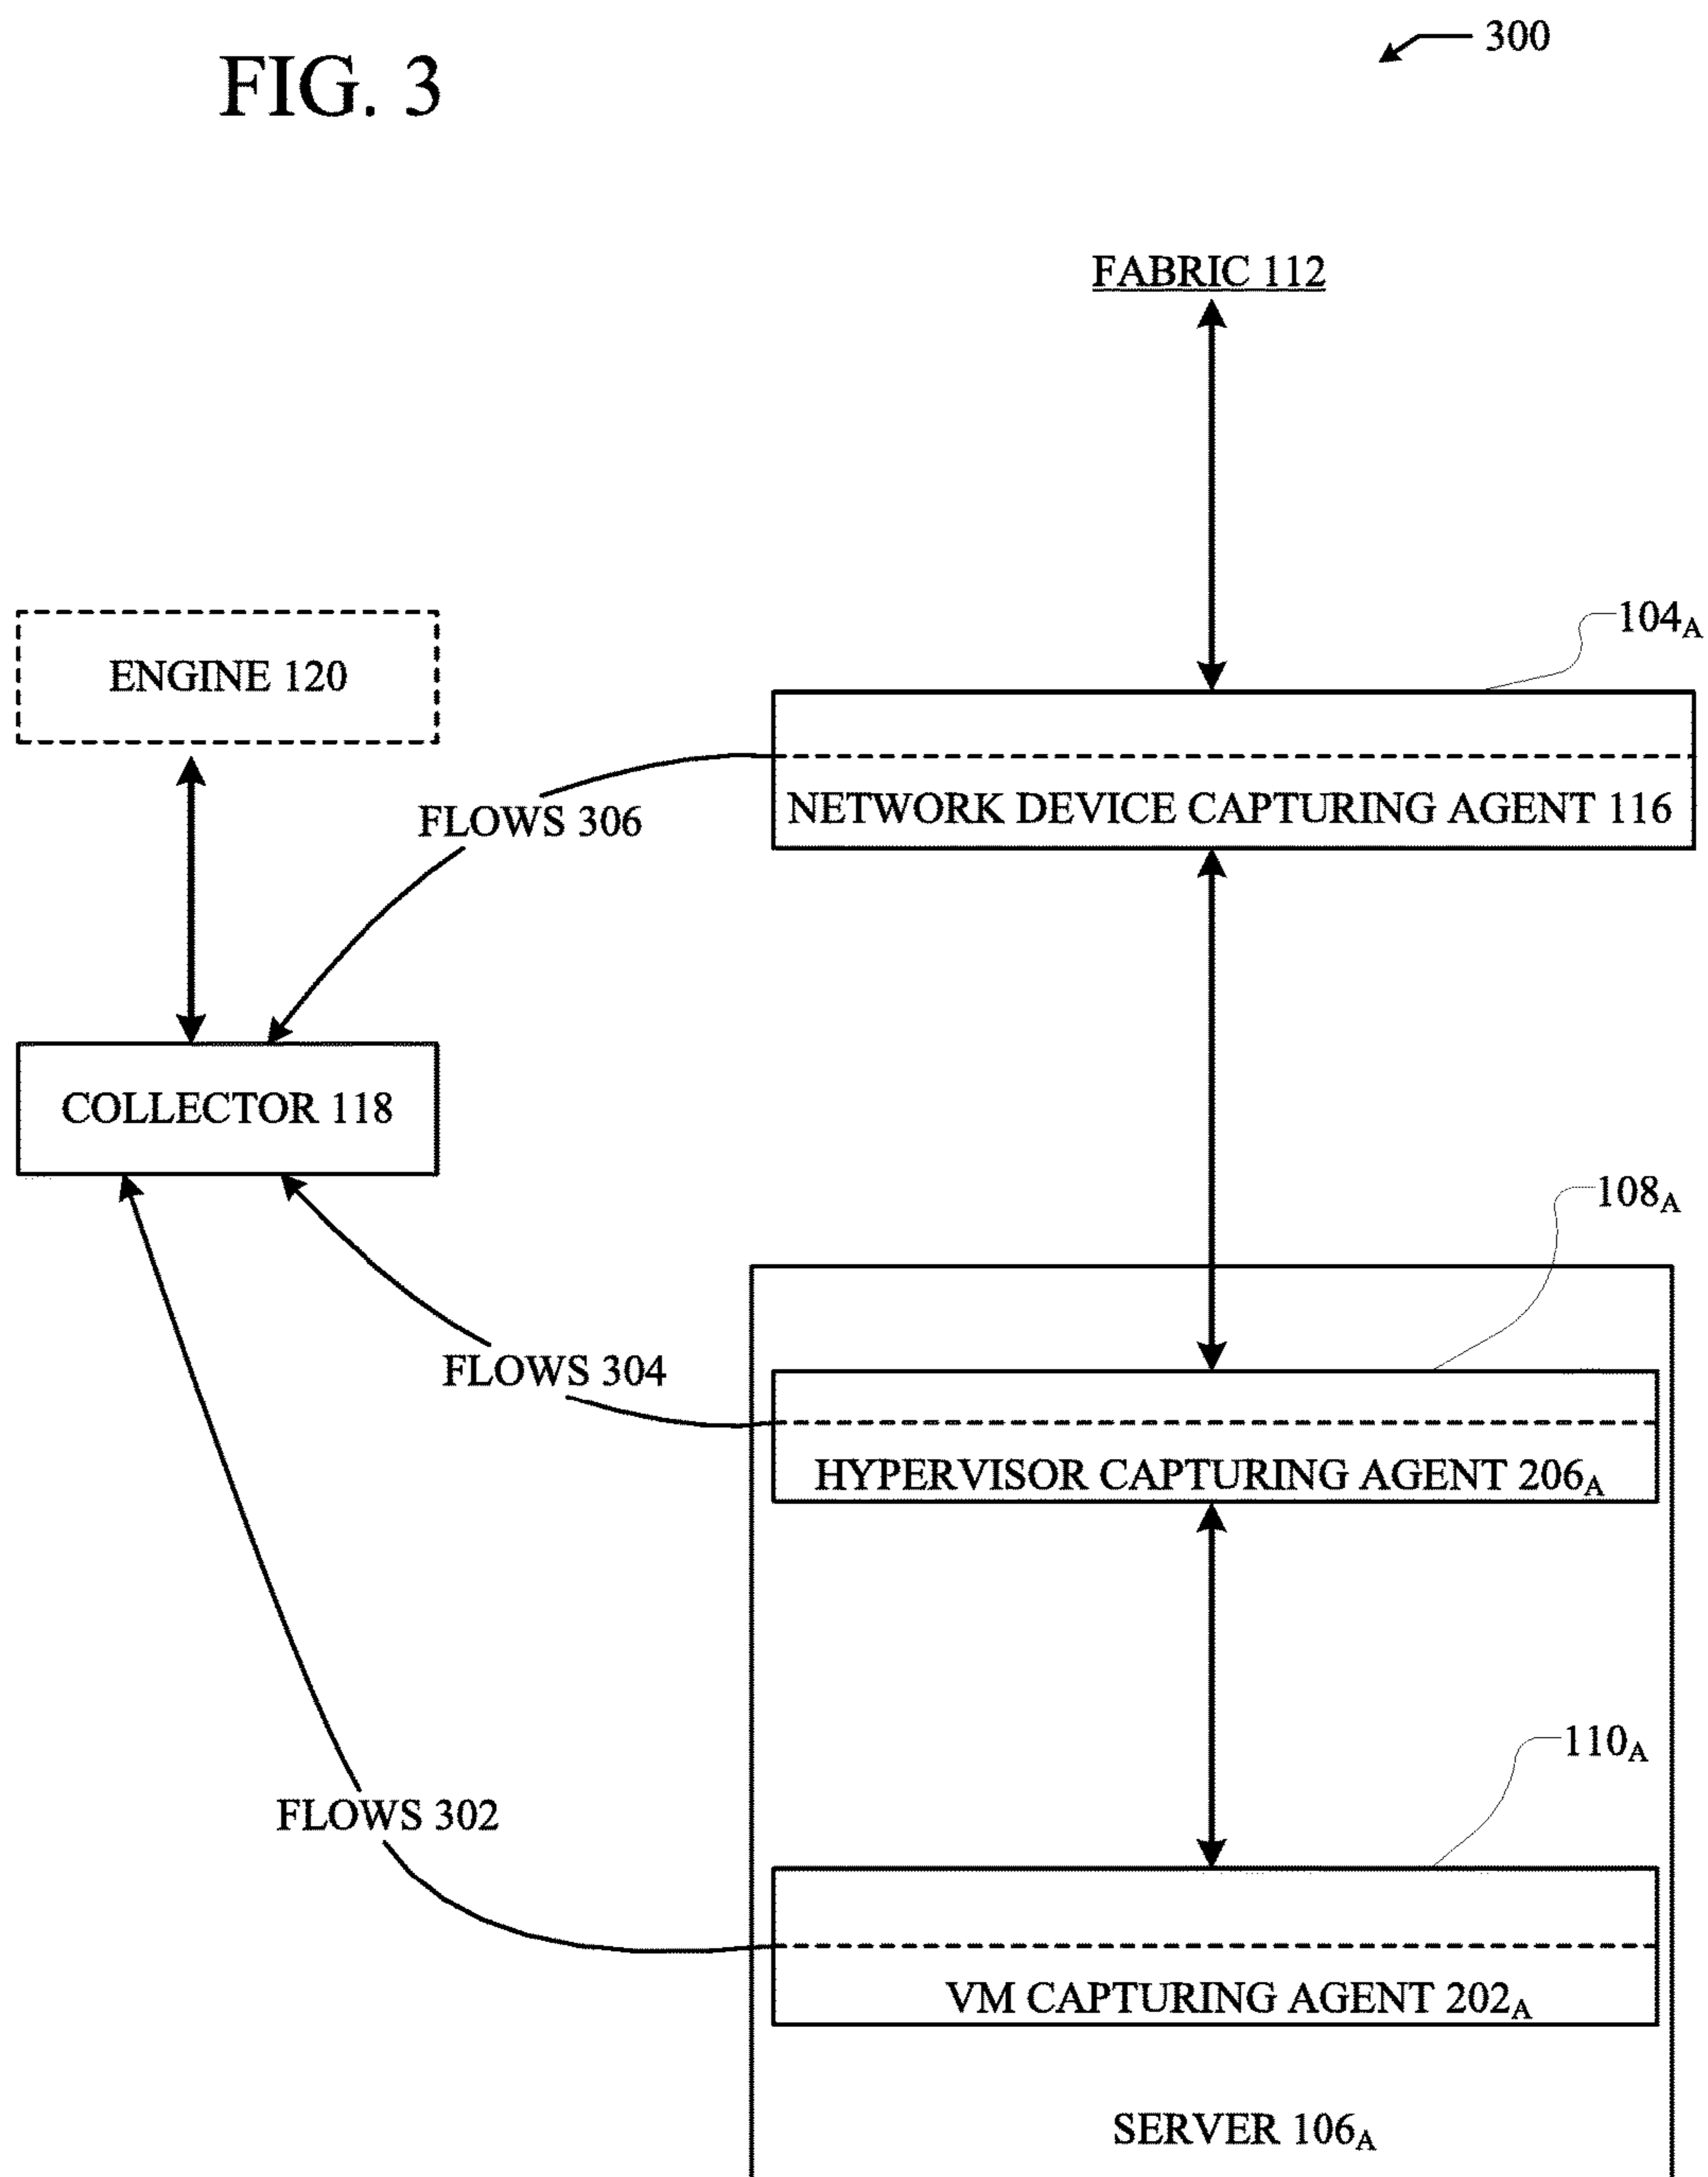 FIG. 3
300
FABRIC 112
104A
ENGINE 120
NETWORK DEVICE CAPTURING AGENT 116
FLOWS 306
COLLECTOR 118
108A
FLOWS 304
HYPERVISOR CAPTURING AGENT 206A
110A
FLOWS 302
VM CAPTURING AGENT 202A
SERVER 106A